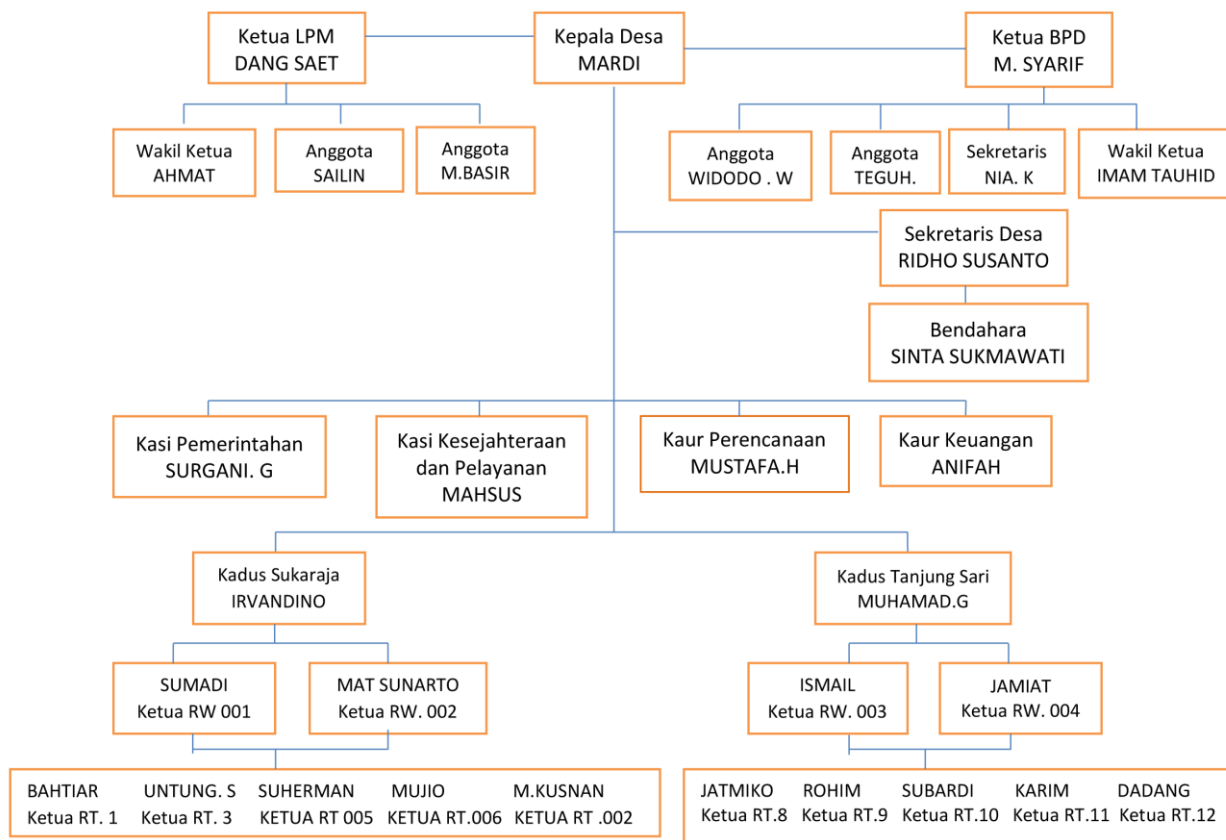 Ketua LPM
DANG SAET
Kepala Desa
MARDI
Ketua BPD
M. SYARIF
Wakil Ketua
AHMAT
Anggota
SAILIN
Anggota
M.BASIR
Anggota
WIDODO . W
Anggota
TEGUH.
Sekretaris
NIA. K
Wakil Ketua
IMAM TAUHID
Sekretaris Desa
RIDHO SUSANTO
Bendahara
SINTA SUKMAWATI
Kasi Pemerintahan
SURGANI. G
Kasi Kesejahteraan
dan Pelayanan
MAHSUS
Kaur Perencanaan
MUSTAFA.H
Kaur Keuangan
ANIFAH
Kadus Sukaraja
IRVANDINO
Kadus Tanjung Sari
MUHAMAD.G
SUMADI
Ketua RW 001
MAT SUNARTO
Ketua RW. 002
ISMAIL
Ketua RW. 003
JAMIAT
Ketua RW. 004
BAHTIAR UNTUNG. S SUHERMAN MUJIO M.KUSNAN
Ketua RT. 1 Ketua RT. 3 KETUA RT 005 KETUA RT.006 KETUA RT .002
JATMIKO ROHIM SUBARDI KARIM DADANG
Ketua RT.8 Ketua RT.9 Ketua RT.10 Ketua RT.11 Ketua RT.12